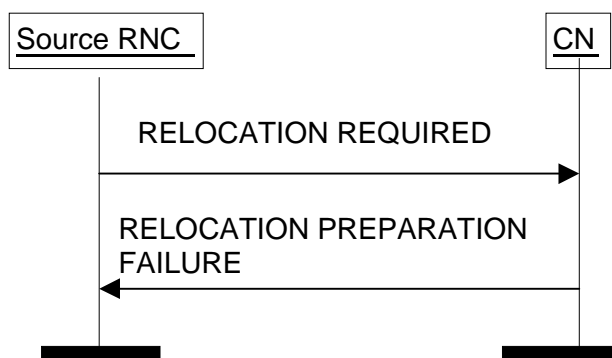 Source RNC
CN
RELOCATION REQUIRED
RELOCATION PREPARATION
FAILURE